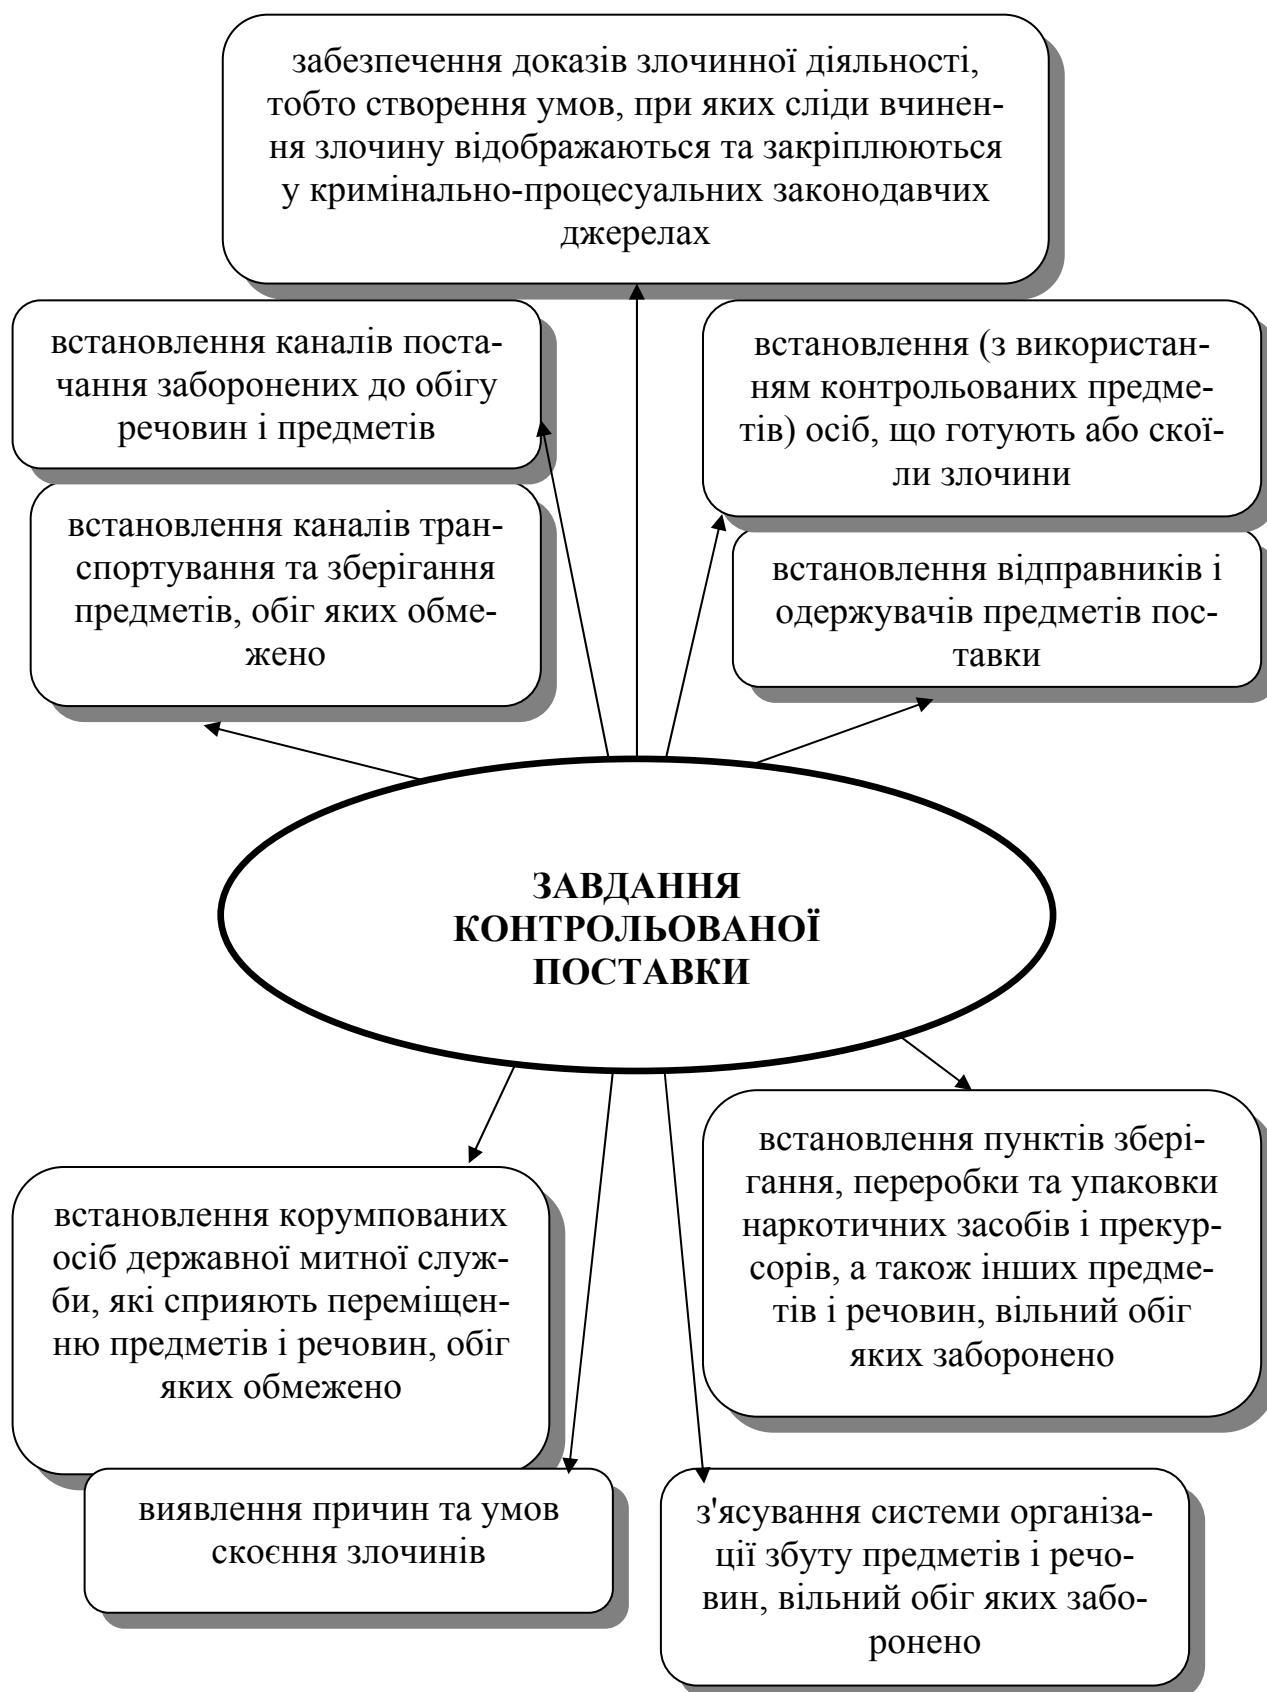 забезпечення доказів злочинної діяльності,
тобто створення умов, при яких сліди вчинен-
ня злочину відображаються та закріплюються
у кримінально-процесуальних законодавчих
джерелах
встановлення каналів поста-
чання заборонених до обігу
речовин і предметів
встановлення (з використан-
ням контрольованих предме-
тів) осіб, що готують або скої-
ли злочини
встановлення каналів тран-
спортування та зберігання
предметів, обіг яких обме-
жено
встановлення відправників і
одержувачів предметів пос-
тавки
ЗАВДАННЯ
КОНТРОЛЬОВАНОЇ
ПОСТАВКИ
встановлення корумпованих
осіб державної митної служ-
би, які сприяють переміщен-
ню предметів і речовин, обіг
яких обмежено
встановлення пунктів збері-
гання, переробки та упаковки
наркотичних засобів і прекур-
сорів, а також інших предме-
тів і речовин, вільний обіг
яких заборонено
виявлення причин та умов
скоєння злочинів
з'ясування системи організа-
ції збуту предметів і речо-
вин, вільний обіг яких забо-
ронено